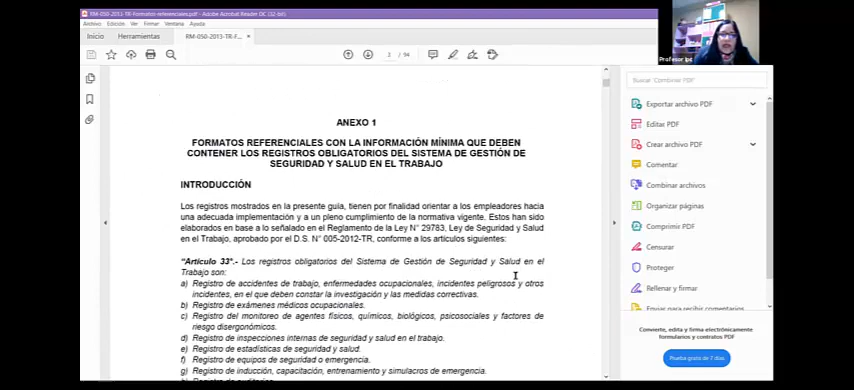 RM-050-2013-TR-Formatos-referenciales.pdf - Adobe Acrobat Reader DC (32-bit)
Archivo Edición Ver Firmar Ventana Ayuda
Inicio Herramientas RM-050-2013-TR-F... ×
3 / 94
Profesor ipc
Buscar 'Combinar PDF'
Exportar archivo PDF
Editar PDF
Crear archivo PDF
Comentar
Combinar archivos
Organizar páginas
Comprimir PDF
Censurar
Proteger
Rellenar y firmar
Enviar para recibir comentarios
Convierte, edita y firma electrónicamente
formularios y contratos PDF
Prueba gratis de 7 días
ANEXO 1
FORMATOS REFERENCIALES CON LA INFORMACIÓN MÍNIMA QUE DEBEN
CONTENER LOS REGISTROS OBLIGATORIOS DEL SISTEMA DE GESTIÓN DE
SEGURIDAD Y SALUD EN EL TRABAJO
INTRODUCCIÓN
Los registros mostrados en la presente guía, tienen por finalidad orientar a los empleadores hacia
una adecuada implementación y a un pleno cumplimiento de la normativa vigente. Estos han sido
elaborados en base a lo señalado en el Reglamento de la Ley N° 29783, Ley de Seguridad y Salud
en el Trabajo, aprobado por el D.S. N° 005-2012-TR, conforme a los artículos siguientes:
"Artículo 33°.- Los registros obligatorios del Sistema de Gestión de Seguridad y Salud en el
Trabajo son:
a) Registro de accidentes de trabajo, enfermedades ocupacionales, incidentes peligrosos y otros
incidentes, en el que deben constar la investigación y las medidas correctivas.
b) Registro de exámenes médicos ocupacionales.
c) Registro del monitoreo de agentes físicos, químicos, biológicos, psicosociales y factores de
riesgo disergonómicos.
d) Registro de inspecciones internas de seguridad y salud en el trabajo.
e) Registro de estadísticas de seguridad y salud.
f) Registro de equipos de seguridad o emergencia.
g) Registro de inducción, capacitación, entrenamiento y simulacros de emergencia.